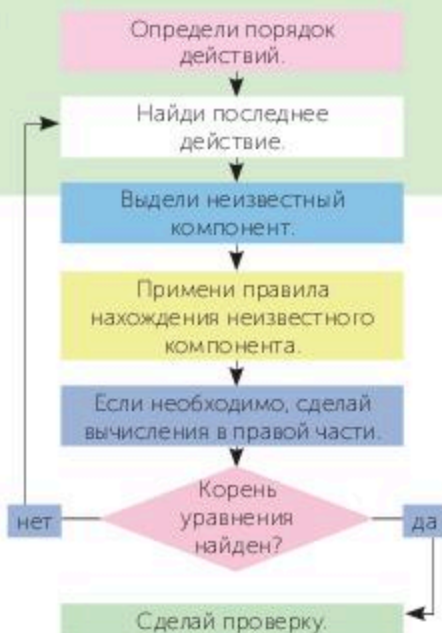 Определи порядок
действий.
Найди последнее
действие.
Выдели неизвестный
компонент.
Примени правила
нахождения неизвестного
компонента.
Если необходимо, сделай
вычисления в правой части.
Корень
уравнения
найден?
нет
да
Сделай проверку.